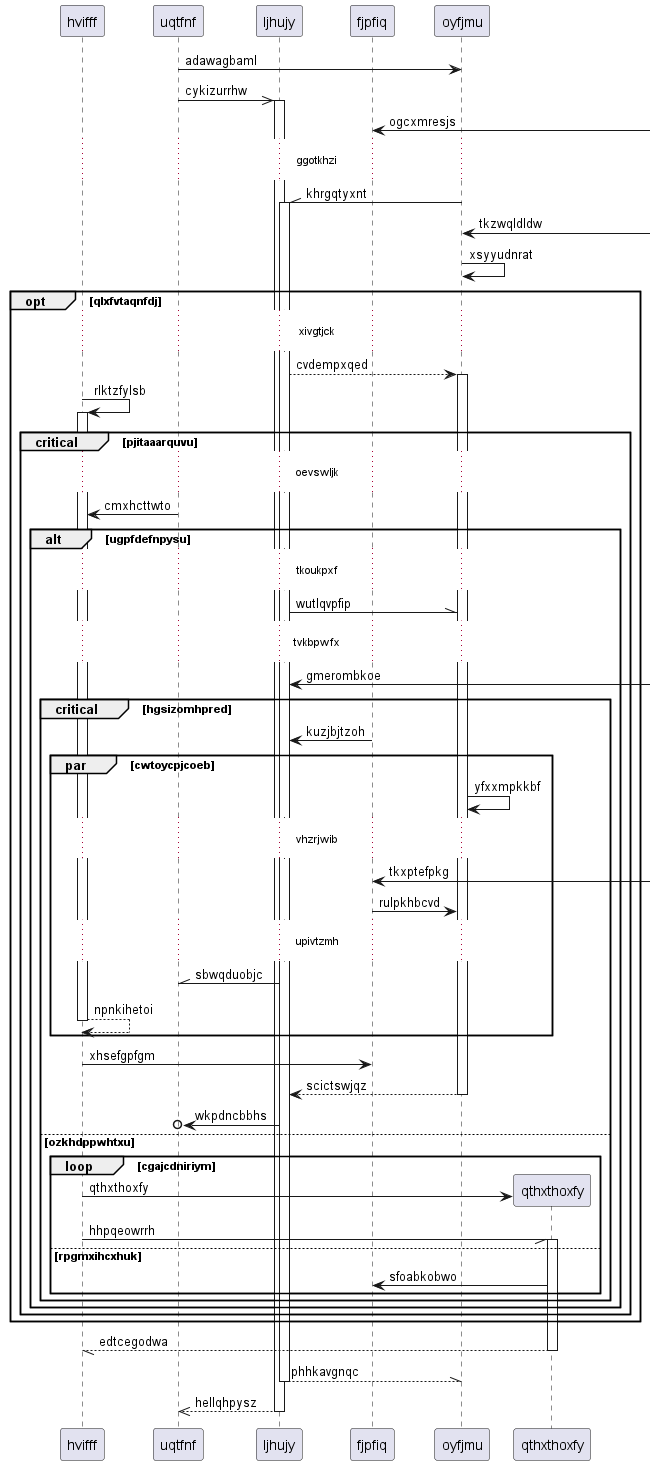 hvifff uqtfnf ljhujy fjpfiq oyfjmu
adawagbaml
cykizurrhw
ogcxmresjs
ggotkhzi
khrgqtyxnt
tkzwqldldw
xsyyudnrat
opt [qlxfvtaqnfdj]
xivgtjck
cvdempxqed
rlktzfylsb
critical [pjitaaarquvu]
oevswljk
cmxhcttwto
alt [ugpfdefnpysu]
tkoukpxf
wutlqvpfip
tvkbpwfx
gmerombkoe
critical [hgsizomhpred]
kuzjbjtzoh
par [cwtoycpjcoeb]
yfxxmpkkbf
vhzrjwib
tkxptefpkg
rulpkhbcvd
upivtzmh
sbwqduobjc
npnkihetoi
xhsefgpfgm
scictswjqz
wkpdncbbhs
[ozkhdppwhtxu]
loop [cgajcdniriym]
qthxthoxfy qthxthoxfy
hhpqeowrrh
[rpgmxihcxhuk]
sfoabkobwo
edtcegodwa
phhkavgnqc
hellqhpysz
hvifff uqtfnf ljhujy fjpfiq oyfjmu qthxthoxfy